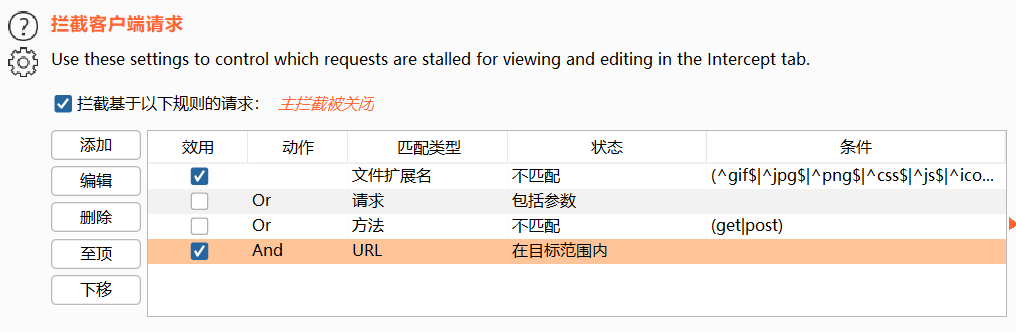 拦截客户端请求
Use these settings to control which requests are stalled for viewing and editing in the Intercept tab.
拦截基于以下规则的请求： 主拦截被关闭
添加
编辑
删除
至顶
下移
效用 动作 匹配类型 状态 条件
文件扩展名 不匹配 (^gif$|^jpg$|^png$|^css$|^js$|^ico...
Or 请求 包括参数
Or 方法 不匹配 (get|post)
And URL 在目标范围内